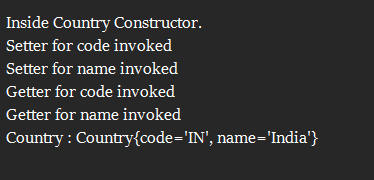 Inside Country Constructor.
Setter for code invoked
Setter for name invoked
Getter for code invoked
Getter for name invoked
Country : Country{code='IN', name='India'}